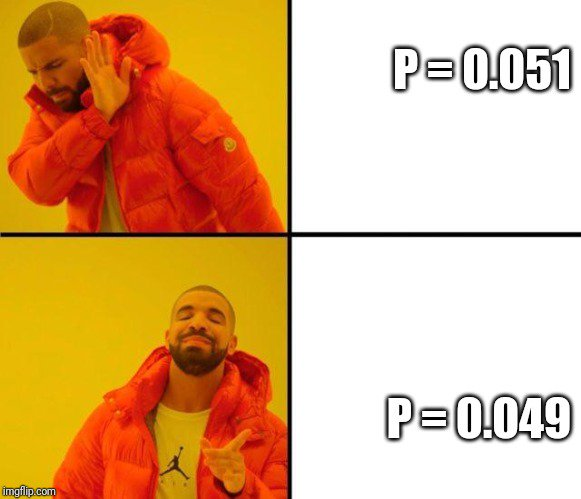 P = 0.051
P = 0.049
imgflip.com